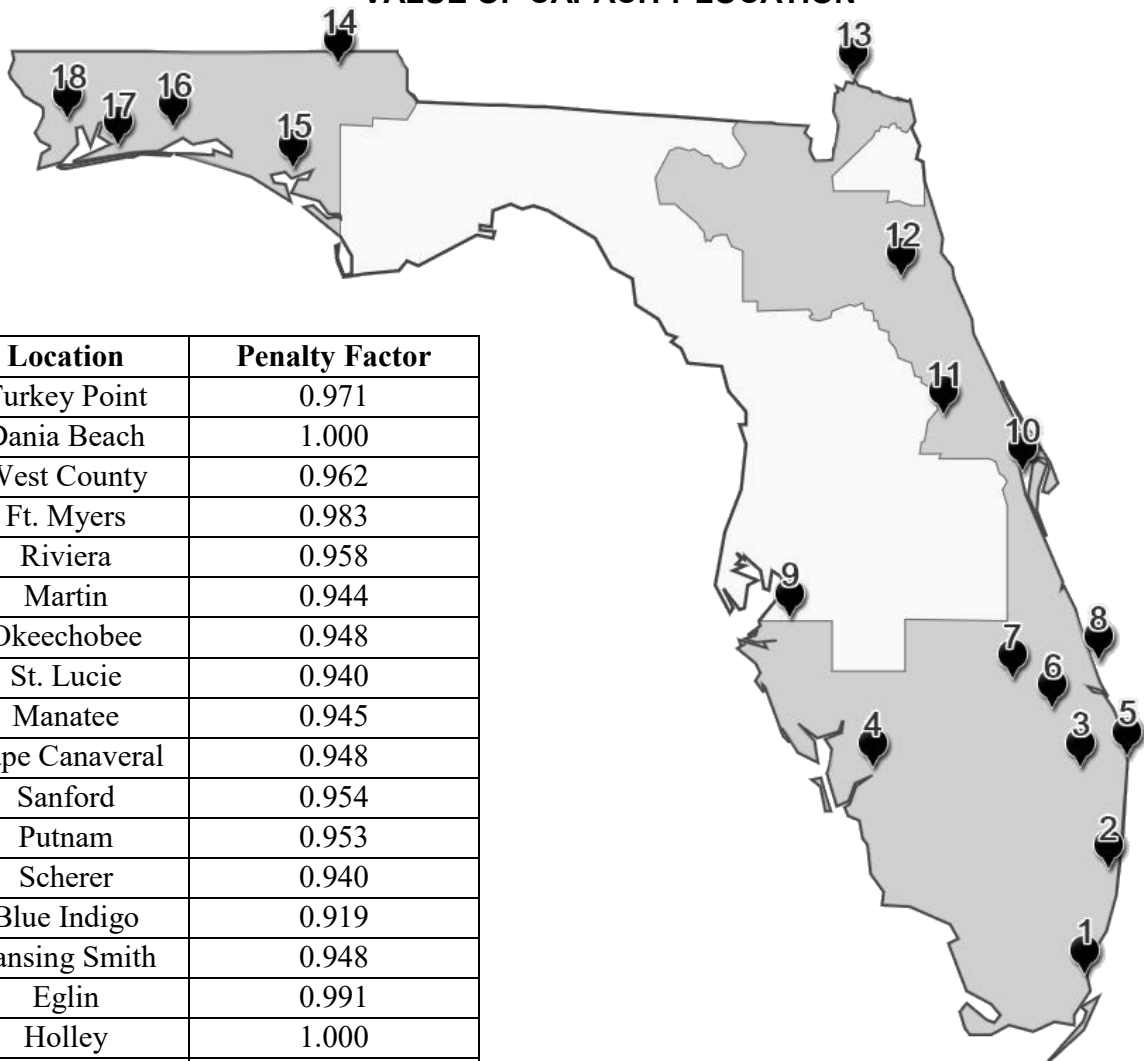 VALUE OF CAPACITY LOCATION
14
13
18
16
17
15
12
11
10
9
8
7
6
5
4
3
2
1
Location Penalty Factor
Turkey Point 0.971
Dania Beach 1.000
West County 0.962
Ft. Myers 0.983
Riviera 0.958
Martin 0.944
Okeechobee 0.948
St. Lucie 0.940
Manatee 0.945
ape Canaveral 0.948
Sanford 0.954
Putnam 0.953
Scherer 0.940
Blue Indigo 0.919
ansing Smith 0.948
Eglin 0.991
Holley 1.000